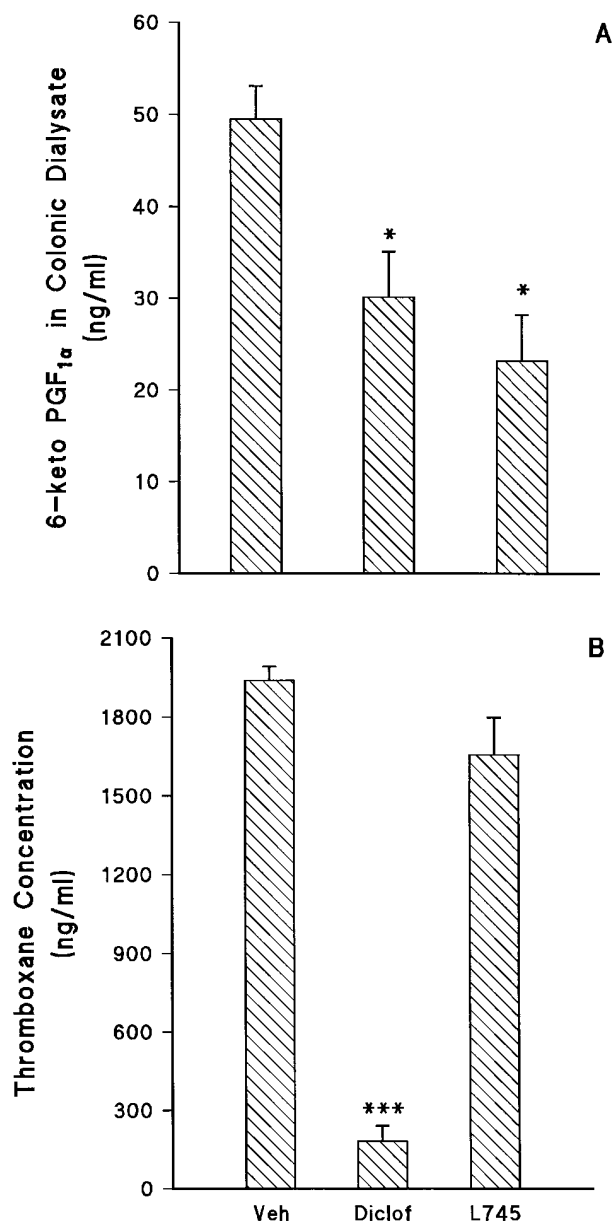 A
6-keto PGF1α in Colonic Dialysate
(ng/ml)
60
50
40
30
20
10
0
*
*
B
Thromboxane Concentration
(ng/ml)
2100
1800
1500
1200
900
600
300
0
***
Veh Diclof L745